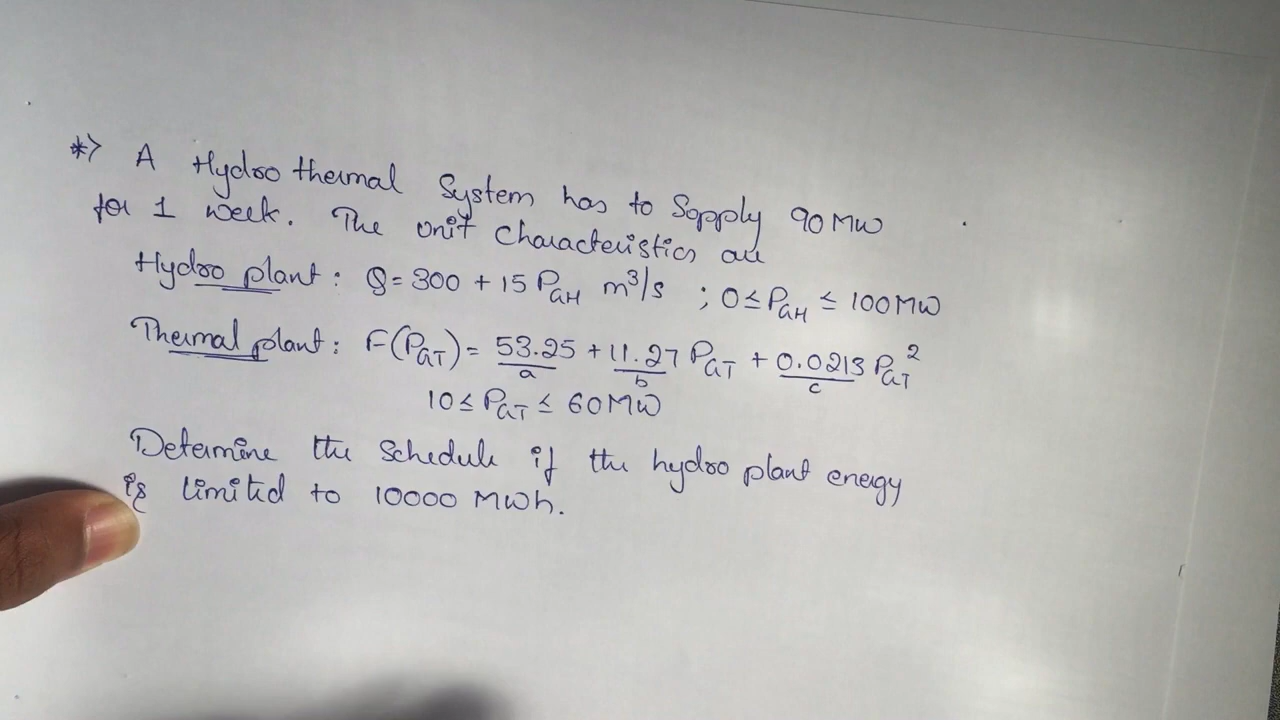 *> A Hydro thermal System has to Sopply 90 MW
for 1 week. The unit Characteristics are
Hydro plant : Q = 300 + 15 PGH m³/s ; 0 ≤ PGH ≤ 100 MW
Thermal plant : F(PGT) = 53.25 + 11.27 PGT + 0.0213 PGT²
a b c
10 ≤ PGT ≤ 60 MW
Determine the Schedule if the hydro plant energy
is limited to 10000 MWh.